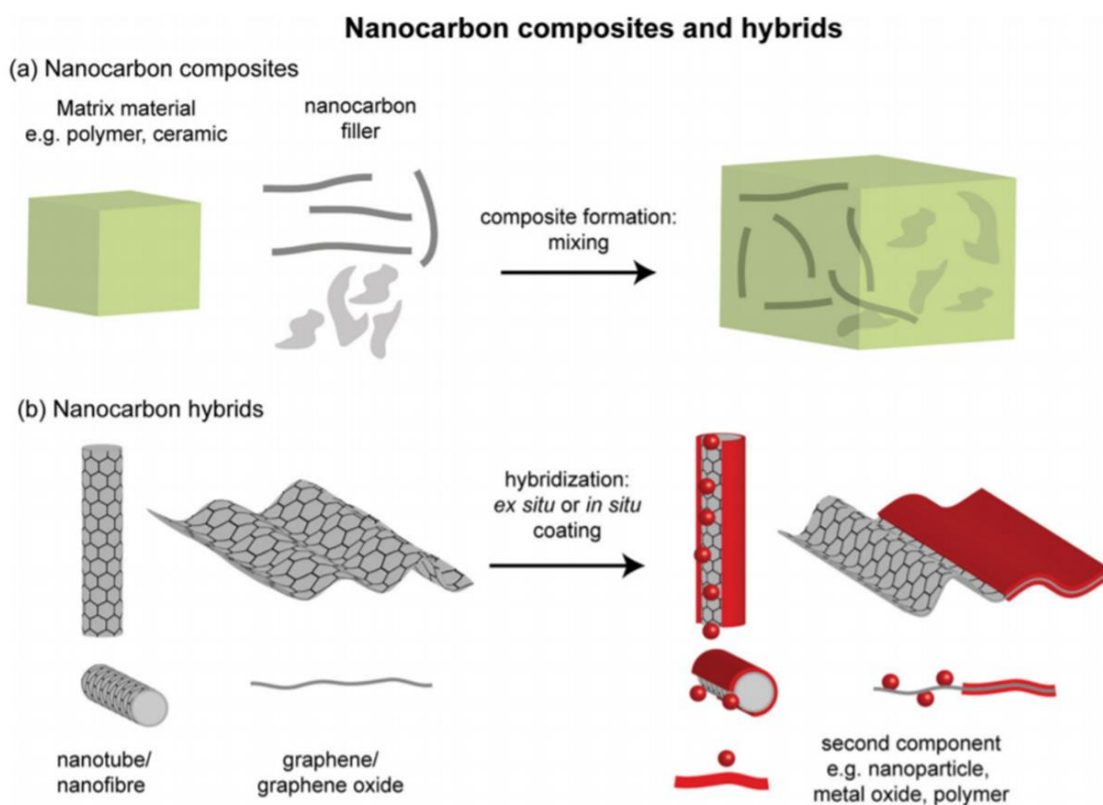 Nanocarbon composites and hybrids
(a) Nanocarbon composites
Matrix material
e.g. polymer, ceramic
nanocarbon
filler
composite formation:
mixing
(b) Nanocarbon hybrids
hybridization:
ex situ or in situ
coating
nanotube/
nanofibre
graphene/
graphene oxide
second component
e.g. nanoparticle,
metal oxide, polymer